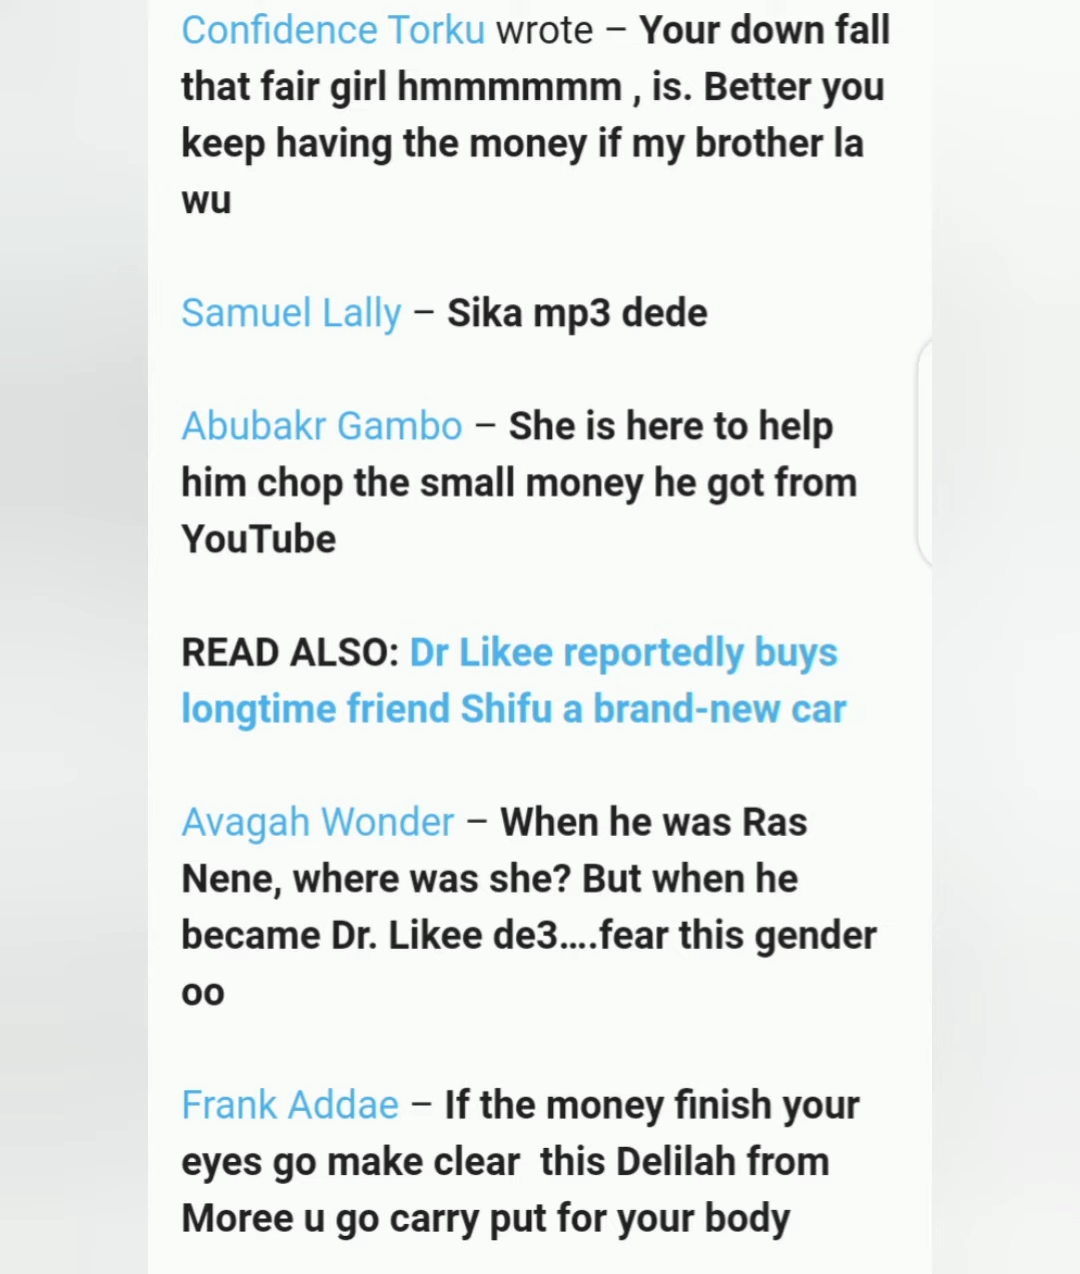 Confidence Torku wrote – Your down fall
that fair girl hmmmmmm , is. Better you
keep having the money if my brother la
wu
Samuel Lally – Sika mp3 dede
Abubakr Gambo – She is here to help
him chop the small money he got from
YouTube
READ ALSO: Dr Likee reportedly buys
longtime friend Shifu a brand-new car
Avagah Wonder – When he was Ras
Nene, where was she? But when he
became Dr. Likee de3....fear this gender
oo
Frank Addae – If the money finish your
eyes go make clear  this Delilah from
Moree u go carry put for your body